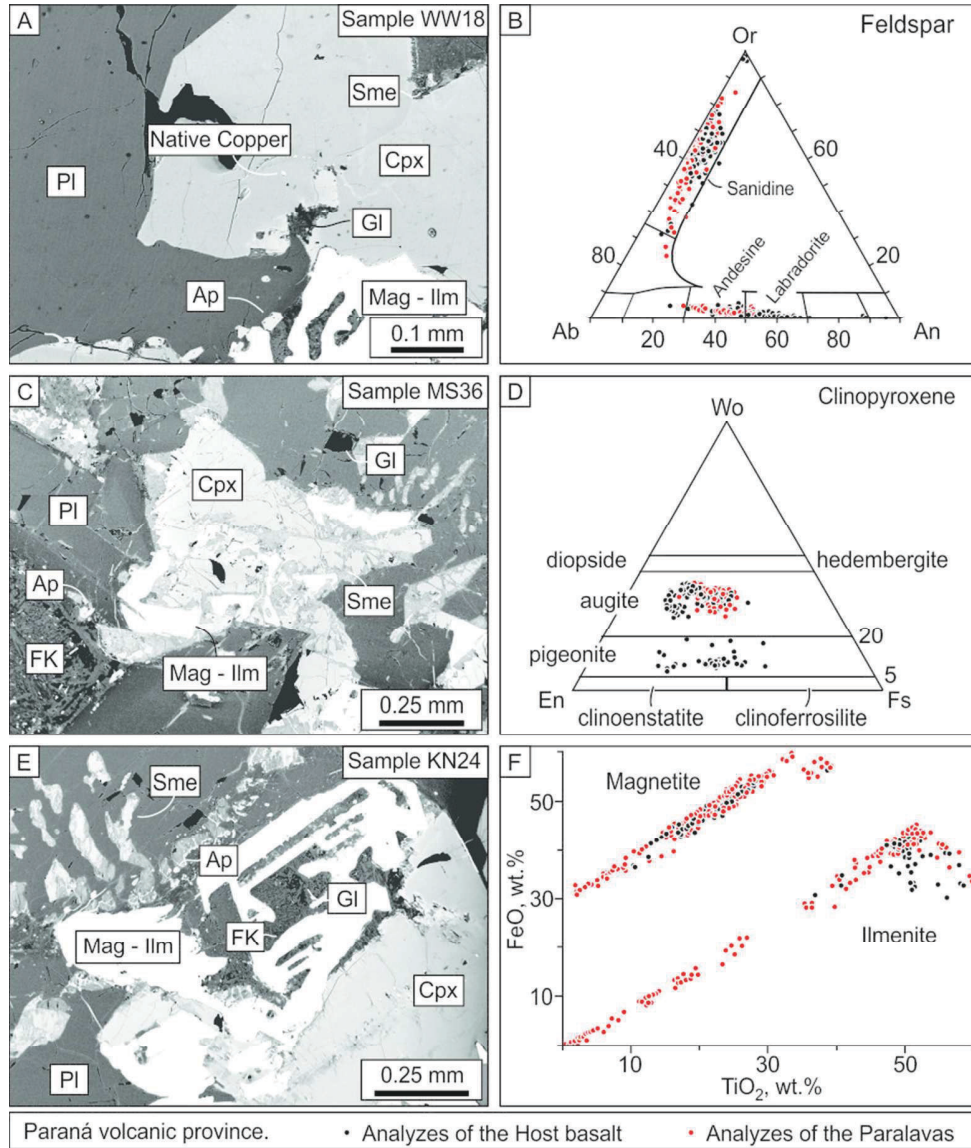 A
Sample WW18
Sme
Native Copper
Cpx
Pl
Gl
Ap
Mag - Ilm
0.1 mm
B
Feldspar
Or
40
60
Sanidine
80
20
Andesine
Labradorite
Ab
An
20
40
60
80
C
Sample MS36
Gl
Cpx
Pl
Ap
Sme
FK
Mag - Ilm
0.25 mm
D
Clinopyroxene
Wo
diopside
hedembergite
augite
20
pigeonite
5
En
Fs
clinoenstatite
clinoferrosilite
E
Sample KN24
Sme
Ap
Gl
FK
Mag - Ilm
Cpx
Pl
0.25 mm
F
Magnetite
50
FeO, wt.%
30
Ilmenite
10
10
30
50
TiO2, wt.%
Paraná volcanic province.
Analyzes of the Host basalt
Analyzes of the Paralavas